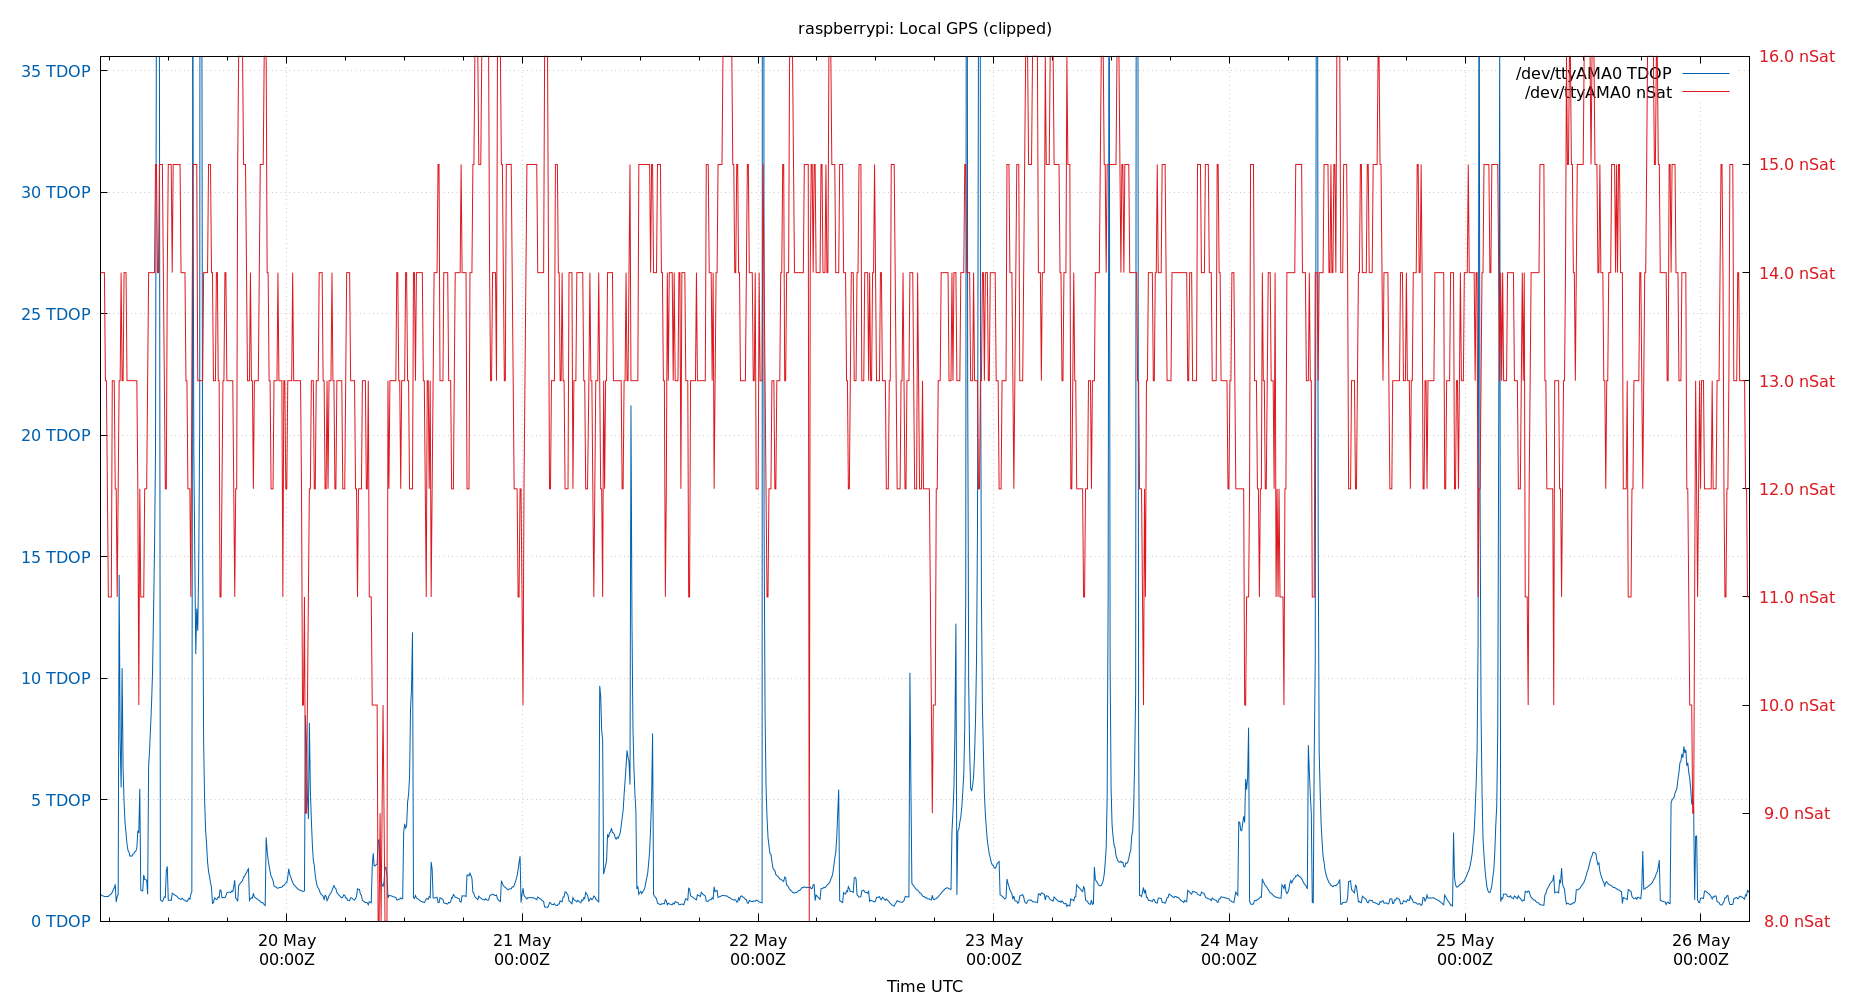 raspberrypi: Local GPS (clipped)
/dev/ttyAMA0 TDOP
/dev/ttyAMA0 nSat
35 TDOP
30 TDOP
25 TDOP
20 TDOP
15 TDOP
10 TDOP
5 TDOP
0 TDOP
16.0 nSat
15.0 nSat
14.0 nSat
13.0 nSat
12.0 nSat
11.0 nSat
10.0 nSat
9.0 nSat
8.0 nSat
20 May
00:00Z
21 May
00:00Z
22 May
00:00Z
23 May
00:00Z
24 May
00:00Z
25 May
00:00Z
26 May
00:00Z
Time UTC